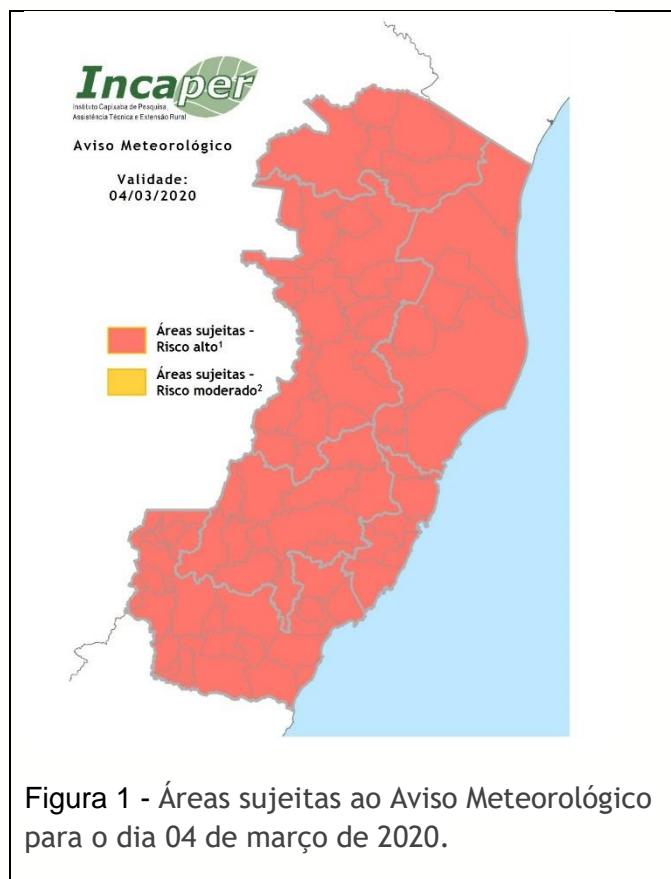 Incaper
Instituto Capixaba de Pesquisa,
Assistência Técnica e Extensão Rural
Aviso Meteorológico
Validade:
04/03/2020
Áreas sujeitas –
Risco alto¹
Áreas sujeitas –
Risco moderado²
Figura 1 - Áreas sujeitas ao Aviso Meteorológico
para o dia 04 de março de 2020.